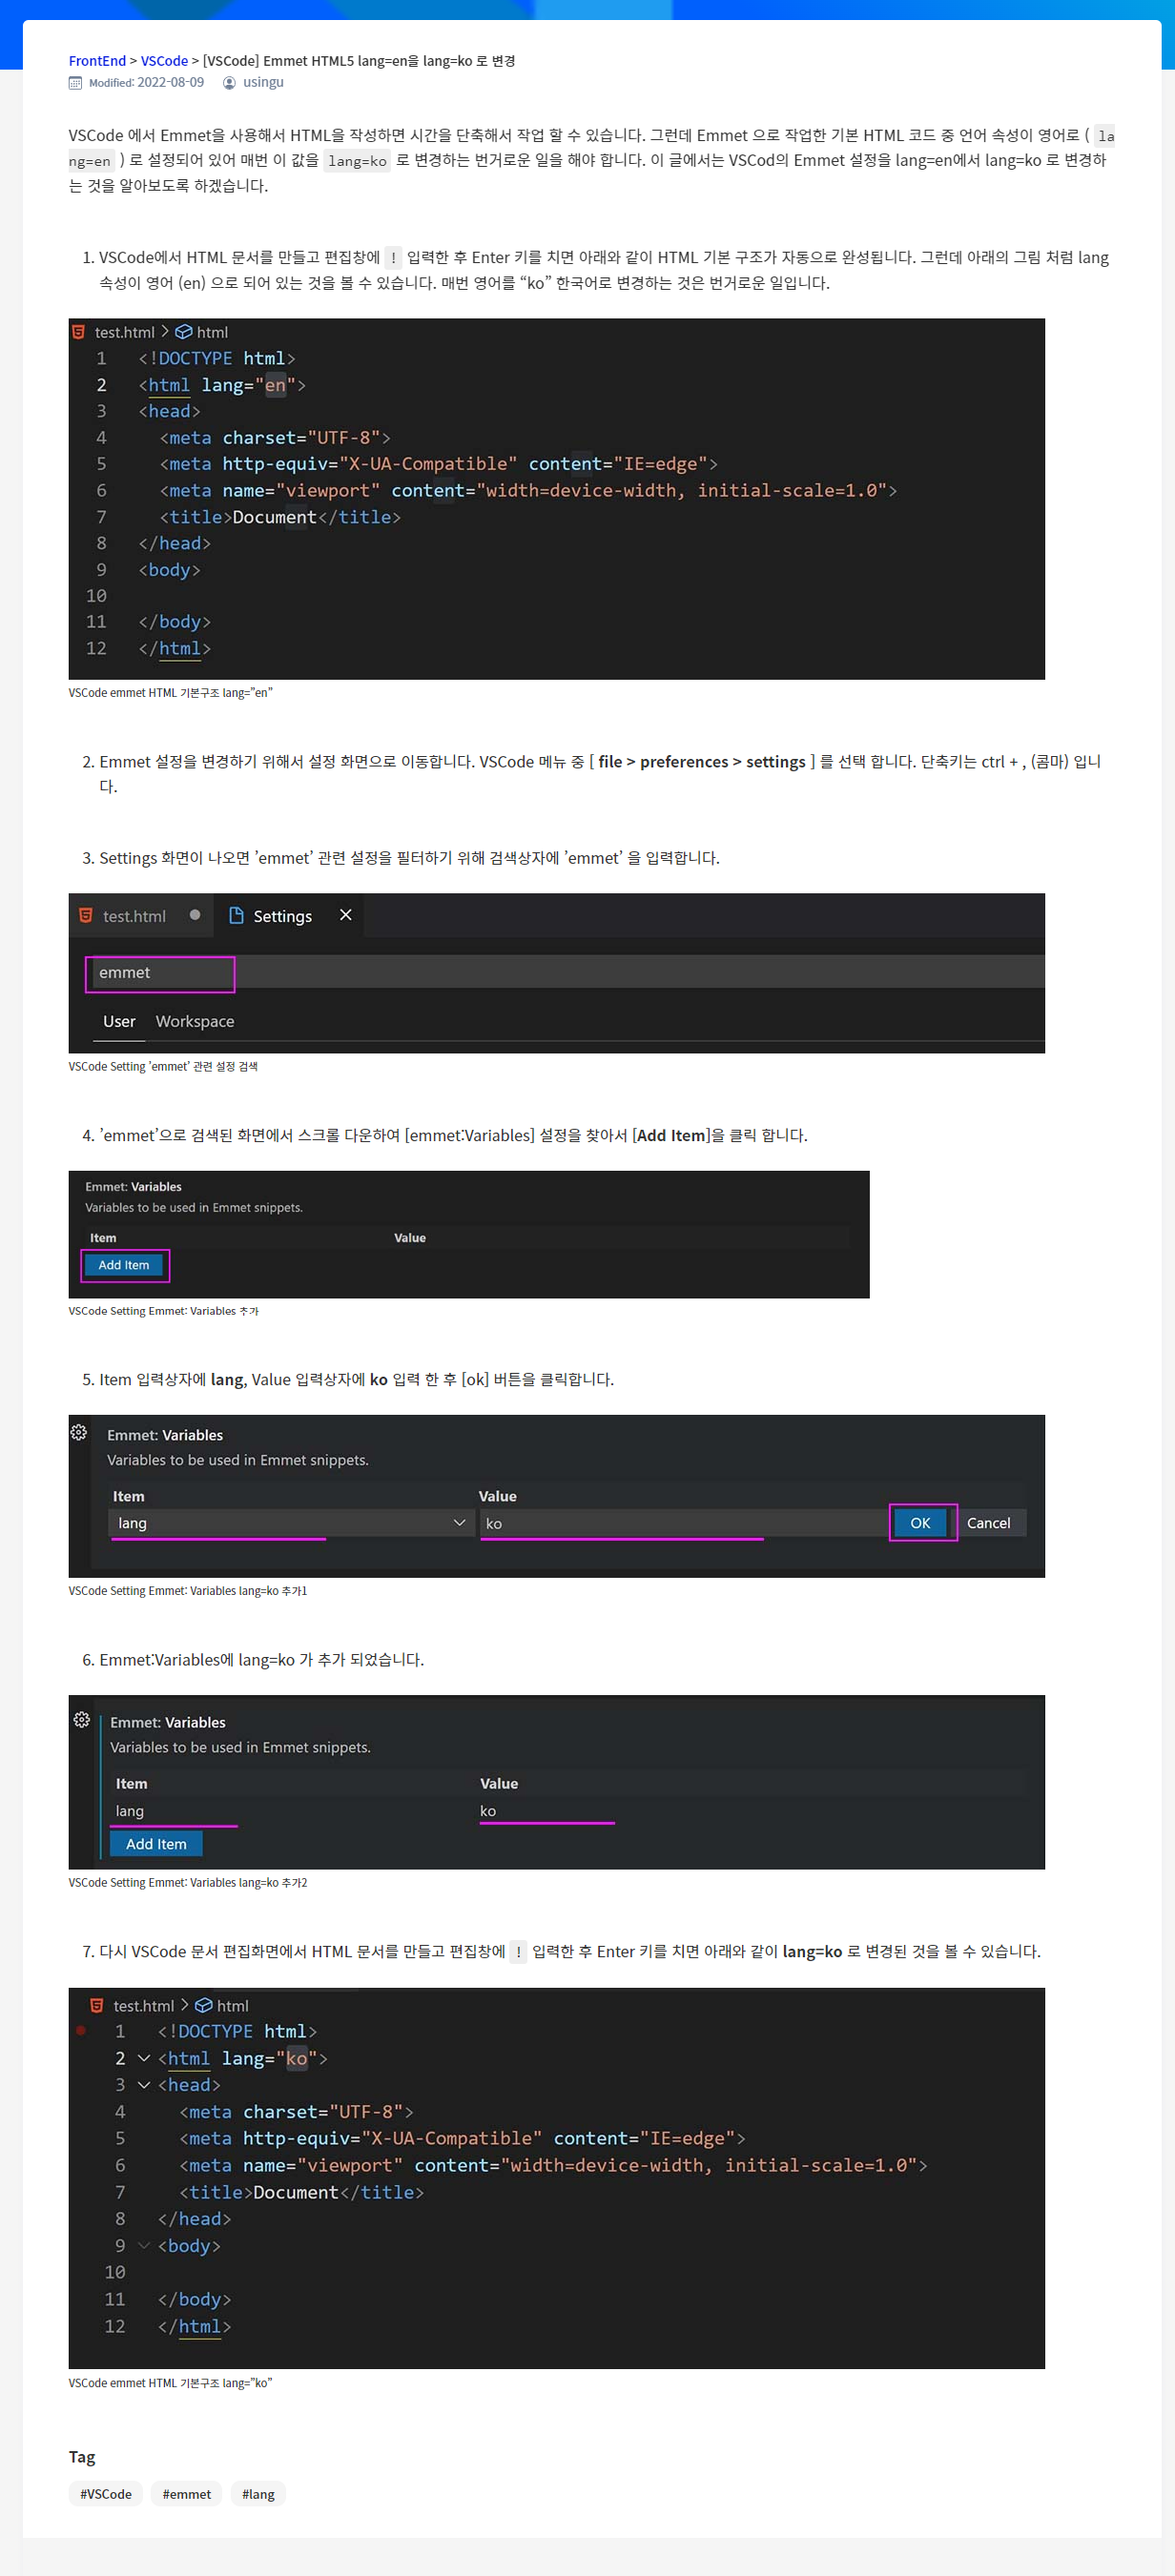 FrontEnd > VSCode > [VSCode] Emmet HTML5 lang=en을 lang=ko 로 변경
Modified: 2022-08-09 usingu
VSCode 에서 Emmet을 사용해서 HTML을 작성하면 시간을 단축해서 작업 할 수 있습니다. 그런데 Emmet 으로 작업한 기본 HTML 코드 중 언어 속성이 영어로 ( la
ng=en ) 로 설정되어 있어 매번 이 값을 lang=ko 로 변경하는 번거로운 일을 해야 합니다. 이 글에서는 VSCod의 Emmet 설정을 lang=en에서 lang=ko 로 변경하
는 것을 알아보도록 하겠습니다.
1. VSCode에서 HTML 문서를 만들고 편집창에 ! 입력한 후 Enter 키를 치면 아래와 같이 HTML 기본 구조가 자동으로 완성됩니다. 그런데 아래의 그림 처럼 lang
속성이 영어 (en) 으로 되어 있는 것을 볼 수 있습니다. 매번 영어를 “ko” 한국어로 변경하는 것은 번거로운 일입니다.
test.html > html
1 <!DOCTYPE html>
2 <html lang="en">
3 <head>
4 <meta charset="UTF-8">
5 <meta http-equiv="X-UA-Compatible" content="IE=edge">
6 <meta name="viewport" content="width=device-width, initial-scale=1.0">
7 <title>Document</title>
8 </head>
9 <body>
10
11 </body>
12 </html>
VSCode emmet HTML 기본구조 lang=”en”
2. Emmet 설정을 변경하기 위해서 설정 화면으로 이동합니다. VSCode 메뉴 중 [ file > preferences > settings ] 를 선택 합니다. 단축키는 ctrl + , (콤마) 입니
다.
3. Settings 화면이 나오면 ’emmet’ 관련 설정을 필터하기 위해 검색상자에 ’emmet’ 을 입력합니다.
test.html Settings
emmet
User Workspace
VSCode Setting ’emmet’ 관련 설정 검색
4. ’emmet’으로 검색된 화면에서 스크롤 다운하여 [emmet:Variables] 설정을 찾아서 [Add Item]을 클릭 합니다.
Emmet: Variables
Variables to be used in Emmet snippets.
Item Value
Add Item
VSCode Setting Emmet: Variables 추가
5. Item 입력상자에 lang, Value 입력상자에 ko 입력 한 후 [ok] 버튼을 클릭합니다.
Emmet: Variables
Variables to be used in Emmet snippets.
Item Value
lang ko OK Cancel
VSCode Setting Emmet: Variables lang=ko 추가1
6. Emmet:Variables에 lang=ko 가 추가 되었습니다.
Emmet: Variables
Variables to be used in Emmet snippets.
Item Value
lang ko
Add Item
VSCode Setting Emmet: Variables lang=ko 추가2
7. 다시 VSCode 문서 편집화면에서 HTML 문서를 만들고 편집창에 ! 입력한 후 Enter 키를 치면 아래와 같이 lang=ko 로 변경된 것을 볼 수 있습니다.
test.html > html
1 <!DOCTYPE html>
2 <html lang="ko">
3 <head>
4 <meta charset="UTF-8">
5 <meta http-equiv="X-UA-Compatible" content="IE=edge">
6 <meta name="viewport" content="width=device-width, initial-scale=1.0">
7 <title>Document</title>
8 </head>
9 <body>
10
11 </body>
12 </html>
VSCode emmet HTML 기본구조 lang=”ko”
Tag
#VSCode #emmet #lang